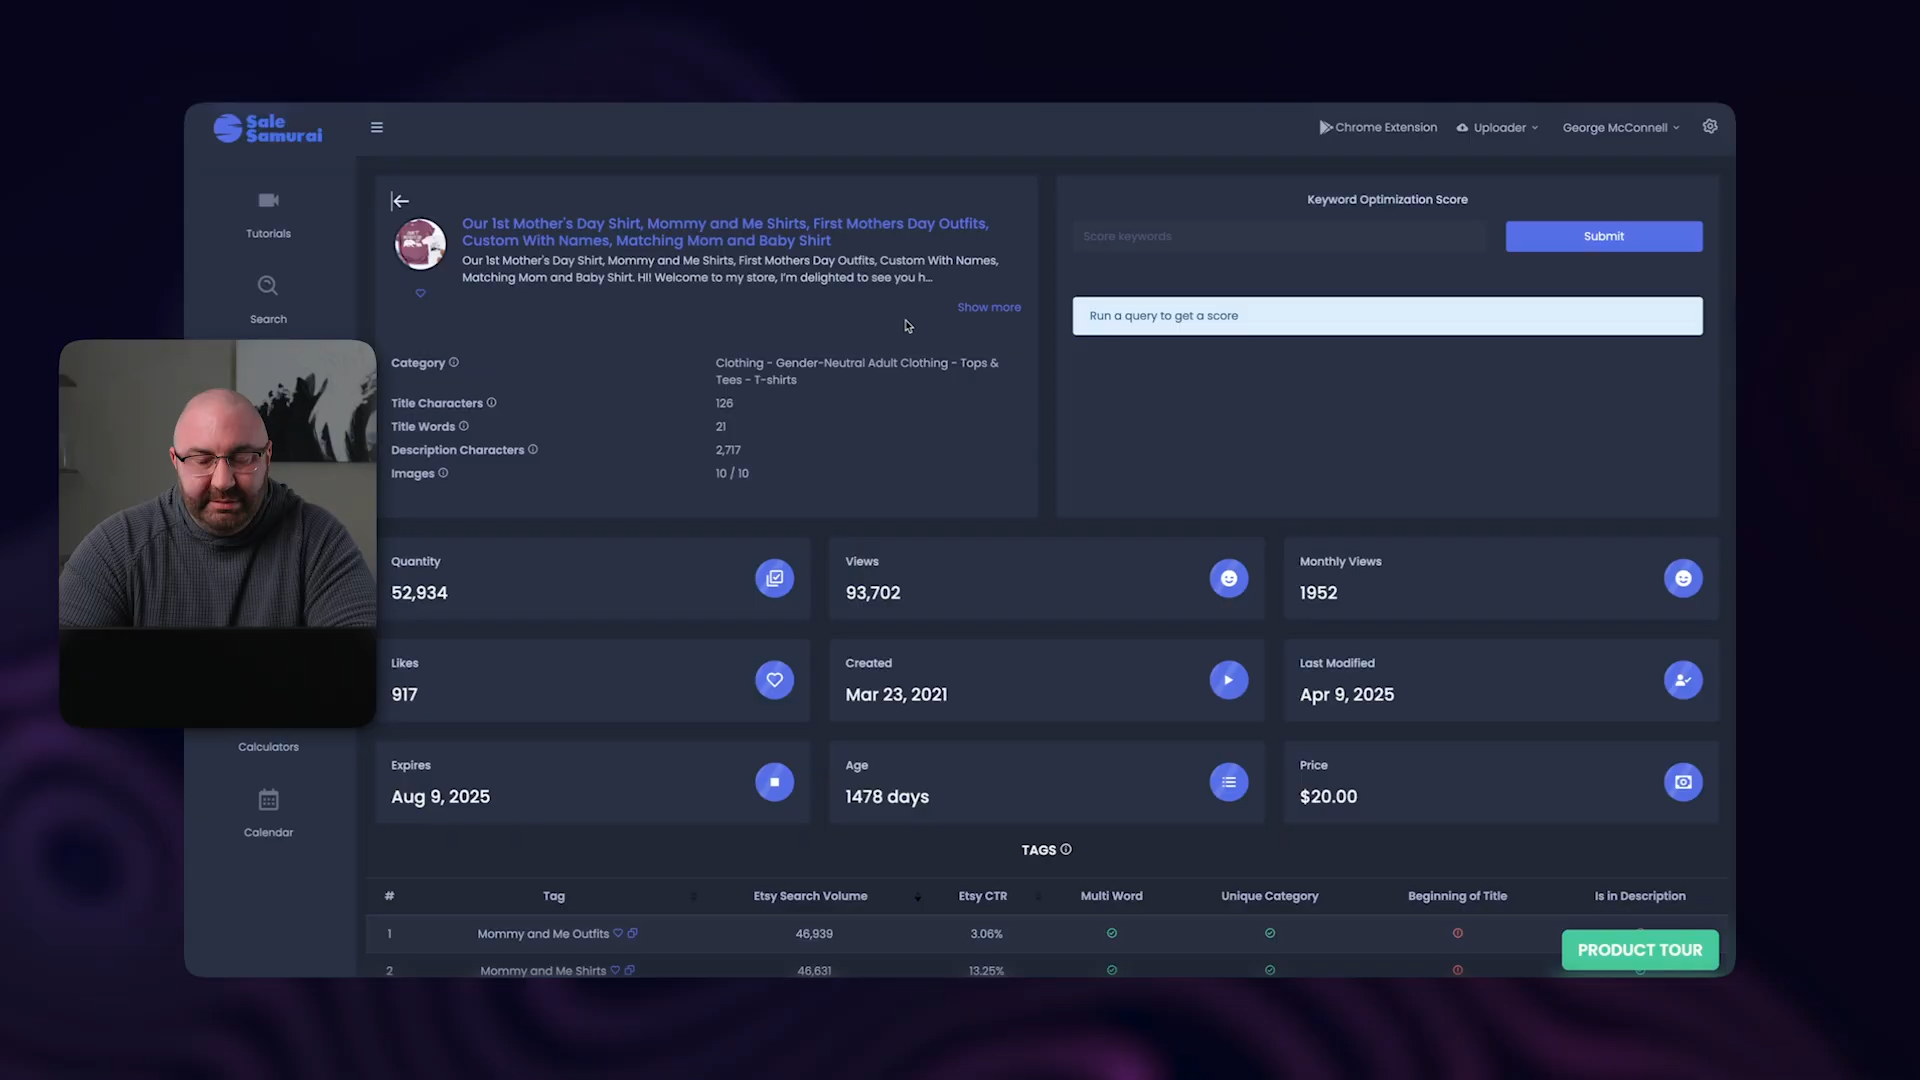 Sale
Samurai
Chrome Extension
Uploader
George McConnell
Tutorials
Search
Calculators
Calendar
Our 1st Mother's Day Shirt, Mommy and Me Shirts, First Mothers Day Outfits,
Custom With Names, Matching Mom and Baby Shirt
Our 1st Mother's Day Shirt, Mommy and Me Shirts, First Mothers Day Outfits, Custom With Names,
Matching Mom and Baby Shirt. HI! Welcome to my store, I'm delighted to see you h...
Show more
Category
Clothing - Gender-Neutral Adult Clothing - Tops &
Tees - T-shirts
Title Characters 126
Title Words 21
Description Characters 2,717
Images 10 / 10
Keyword Optimization Score
Score keywords
Submit
Run a query to get a score
Quantity
52,934
Views
93,702
Monthly Views
1952
Likes
917
Created
Mar 23, 2021
Last Modified
Apr 9, 2025
Expires
Aug 9, 2025
Age
1478 days
Price
$20.00
TAGS
# Tag Etsy Search Volume Etsy CTR Multi Word Unique Category Beginning of Title Is in Description
1 Mommy and Me Outfits 46,939 3.06%
2 Mommy and Me Shirts 46,631 13.25%
PRODUCT TOUR